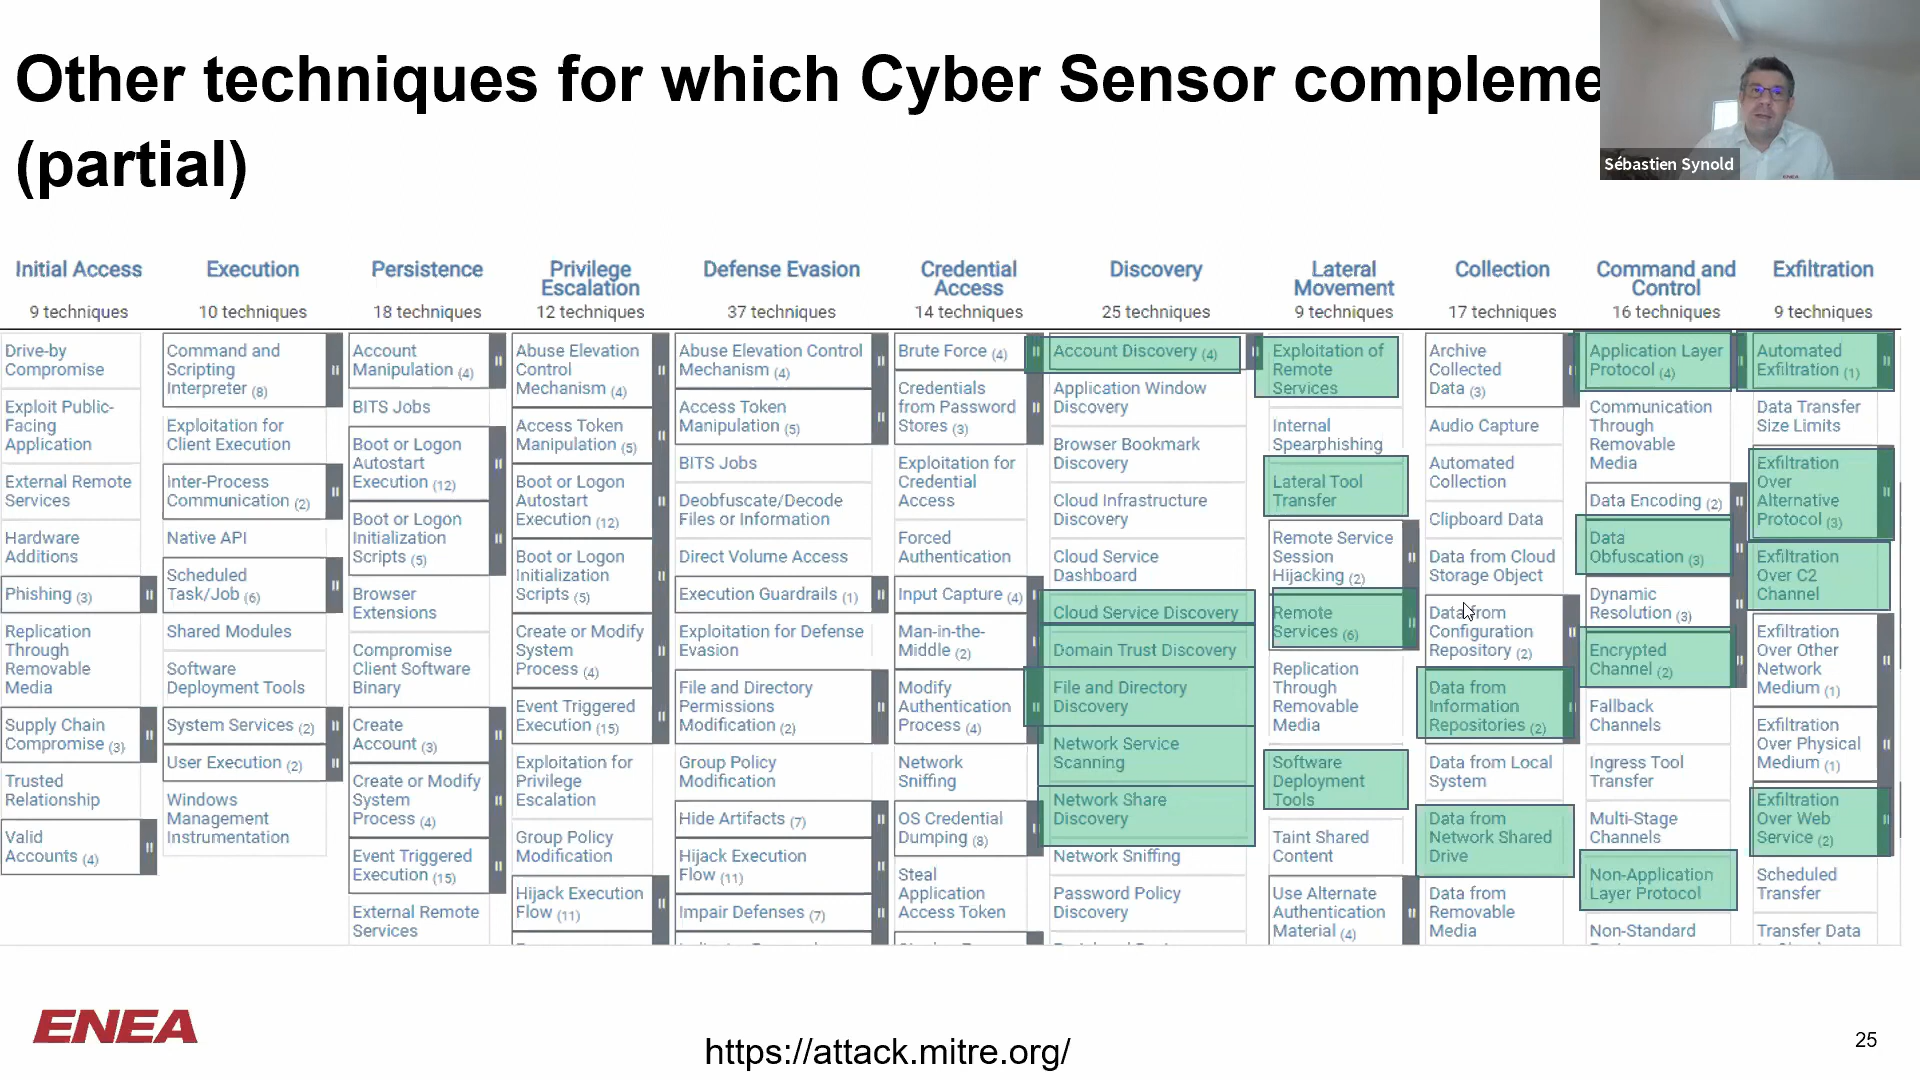 Other techniques for which Cyber Sensor compleme
(partial)
Sébastien Synold
ENEA
Initial Access
9 techniques
Drive-by
Compromise
Exploit Public-
Facing
Application
External Remote
Services
Hardware
Additions
Phishing (3)
Replication
Through
Removable
Media
Supply Chain
Compromise (3)
Trusted
Relationship
Valid
Accounts (4)
Execution
10 techniques
Command and
Scripting
Interpreter (8)
Exploitation for
Client Execution
Inter-Process
Communication (2)
Native API
Scheduled
Task/Job (6)
Shared Modules
Software
Deployment Tools
System Services (2)
User Execution (2)
Windows
Management
Instrumentation
Persistence
18 techniques
Account
Manipulation (4)
BITS Jobs
Boot or Logon
Autostart
Execution (12)
Boot or Logon
Initialization
Scripts (5)
Browser
Extensions
Compromise
Client Software
Binary
Create
Account (3)
Create or Modify
System
Process (4)
Event Triggered
Execution (15)
External Remote
Services
Privilege
Escalation
12 techniques
Abuse Elevation
Control
Mechanism (4)
Access Token
Manipulation (5)
Boot or Logon
Autostart
Execution (12)
Boot or Logon
Initialization
Scripts (5)
Create or Modify
System
Process (4)
Event Triggered
Execution (15)
Exploitation for
Privilege
Escalation
Group Policy
Modification
Hijack Execution
Flow (11)
Defense Evasion
37 techniques
Abuse Elevation Control
Mechanism (4)
Access Token
Manipulation (5)
BITS Jobs
Deobfuscate/Decode
Files or Information
Direct Volume Access
Execution Guardrails (1)
Exploitation for Defense
Evasion
File and Directory
Permissions
Modification (2)
Group Policy
Modification
Hide Artifacts (7)
Hijack Execution
Flow (11)
Impair Defenses (7)
Credential
Access
14 techniques
Brute Force (4)
Credentials
from Password
Stores (3)
Exploitation for
Credential
Access
Forced
Authentication
Input Capture (4)
Man-in-the-
Middle (2)
Modify
Authentication
Process (4)
Network
Sniffing
OS Credential
Dumping (8)
Steal
Application
Access Token
Discovery
25 techniques
Account Discovery (4)
Application Window
Discovery
Browser Bookmark
Discovery
Cloud Infrastructure
Discovery
Cloud Service
Dashboard
Cloud Service Discovery
Domain Trust Discovery
File and Directory
Discovery
Network Service
Scanning
Network Share
Discovery
Network Sniffing
Password Policy
Discovery
Lateral
Movement
9 techniques
Exploitation of
Remote
Services
Internal
Spearphishing
Lateral Tool
Transfer
Remote Service
Session
Hijacking (2)
Remote
Services (6)
Replication
Through
Removable
Media
Software
Deployment
Tools
Taint Shared
Content
Use Alternate
Authentication
Material (4)
Collection
17 techniques
Archive
Collected
Data (3)
Audio Capture
Automated
Collection
Clipboard Data
Data from Cloud
Storage Object
Data from
Configuration
Repository (2)
Data from
Information
Repositories (2)
Data from Local
System
Data from
Network Shared
Drive
Data from
Removable
Media
Command and
Control
16 techniques
Application Layer
Protocol (4)
Communication
Through
Removable
Media
Data Encoding (2)
Data
Obfuscation (3)
Dynamic
Resolution (3)
Encrypted
Channel (2)
Fallback
Channels
Ingress Tool
Transfer
Multi-Stage
Channels
Non-Application
Layer Protocol
Non-Standard
Exfiltration
9 techniques
Automated
Exfiltration (1)
Data Transfer
Size Limits
Exfiltration
Over
Alternative
Protocol (3)
Exfiltration
Over C2
Channel
Exfiltration
Over Other
Network
Medium (1)
Exfiltration
Over Physical
Medium (1)
Exfiltration
Over Web
Service (2)
Scheduled
Transfer
Transfer Data
ENEA
https://attack.mitre.org/
25